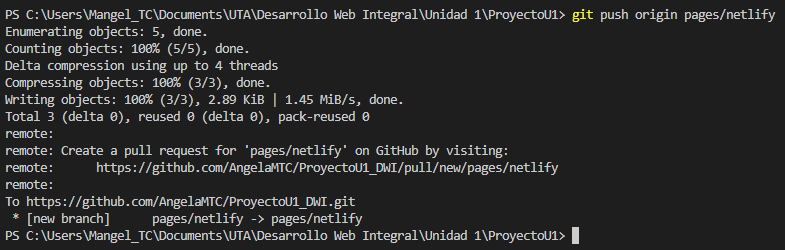 PS C:\Users\Mangel_TC\Documents\UTA\Desarrollo Web Integral\Unidad 1\ProyectoU1> git push origin pages/netlify
Enumerating objects: 5, done.
Counting objects: 100% (5/5), done.
Delta compression using up to 4 threads
Compressing objects: 100% (3/3), done.
Writing objects: 100% (3/3), 2.89 KiB | 1.45 MiB/s, done.
Total 3 (delta 0), reused 0 (delta 0), pack-reused 0
remote:
remote: Create a pull request for 'pages/netlify' on GitHub by visiting:
remote:      https://github.com/AngelaMTC/ProyectoU1_DWI/pull/new/pages/netlify
remote:
To https://github.com/AngelaMTC/ProyectoU1_DWI.git
 * [new branch]      pages/netlify -> pages/netlify
PS C:\Users\Mangel_TC\Documents\UTA\Desarrollo Web Integral\Unidad 1\ProyectoU1>